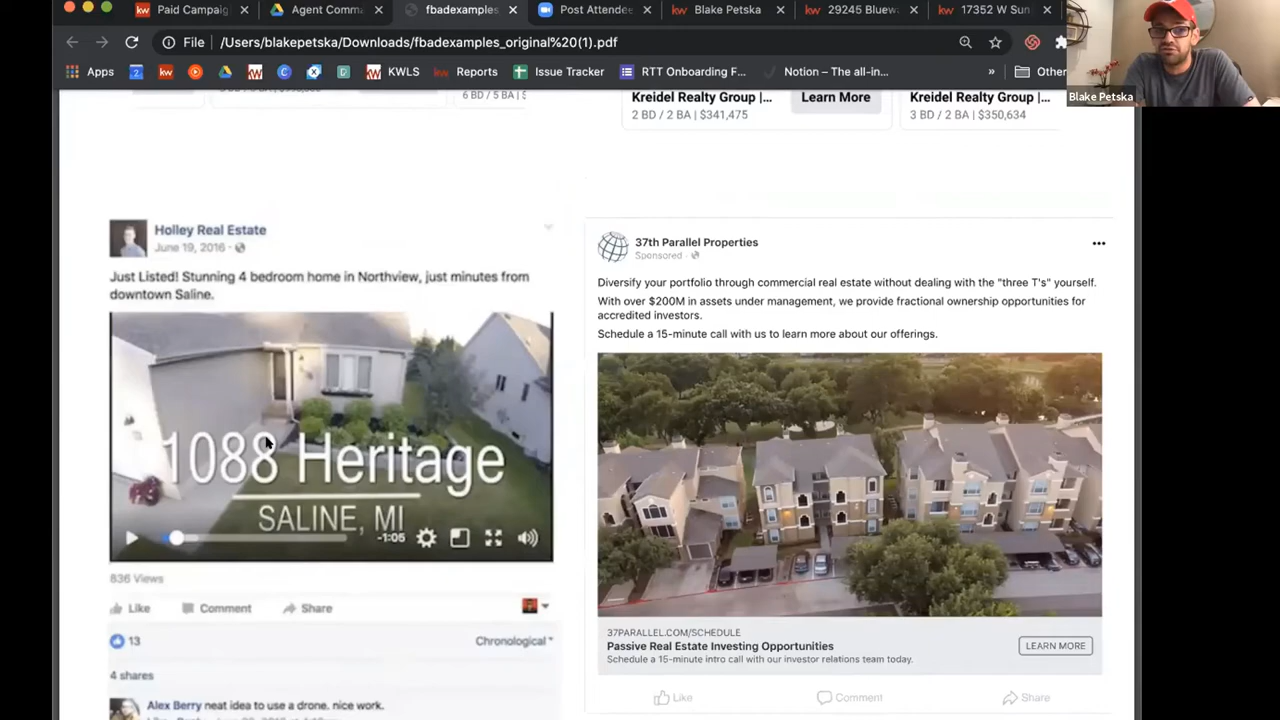 Paid Campaig
Agent Comma
fbadexamples_
Post Attende
Blake Petska
29245 Bluew
17352 W Sun
File
/Users/blakepetska/Downloads/fbadexamples_original%20(1).pdf
Apps
KWLS
Reports
Issue Tracker
RTT Onboarding F...
Notion – The all-in...
»
Other
Blake Petska
Kreidel Realty Group |...
2 BD / 2 BA | $341,475
Learn More
Kreidel Realty Group |...
3 BD / 2 BA | $350,634
6 BD / 5 BA |
Holley Real Estate
June 19, 2016
Just Listed! Stunning 4 bedroom home in Northview, just minutes from
downtown Saline.
1088 Heritage
SALINE, MI
-1:05
836 Views
Like
Comment
Share
13
Chronological
4 shares
Alex Berry neat idea to use a drone. nice work.
37th Parallel Properties
Sponsored
Diversify your portfolio through commercial real estate without dealing with the "three T's" yourself.
With over $200M in assets under management, we provide fractional ownership opportunities for
accredited investors.
Schedule a 15-minute call with us to learn more about our offerings.
37PARALLEL.COM/SCHEDULE
Passive Real Estate Investing Opportunities
Schedule a 15-minute intro call with our investor relations team today.
LEARN MORE
Like
Comment
Share